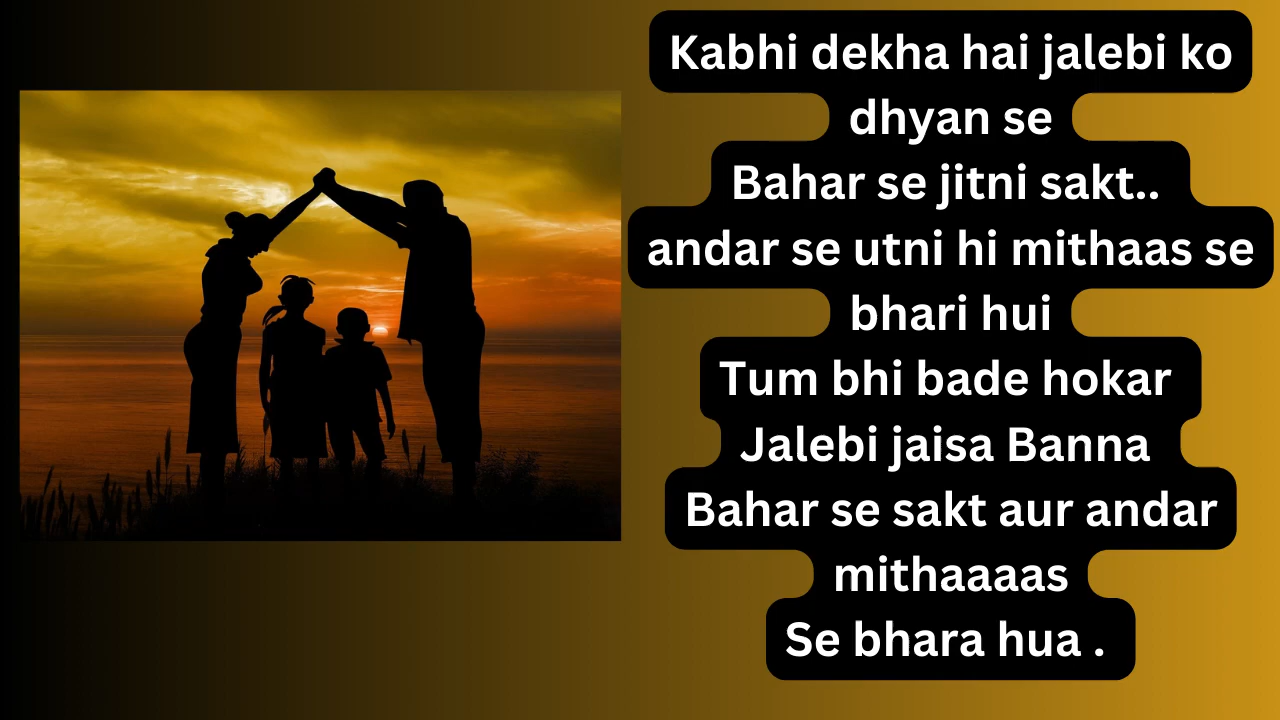 Kabhi dekha hai jalebi ko
dhyan se
Bahar se jitni sakt..
andar se utni hi mithaas se
bhari hui
Tum bhi bade hokar
Jalebi jaisa Banna
Bahar se sakt aur andar
mithaaaas
Se bhara hua .